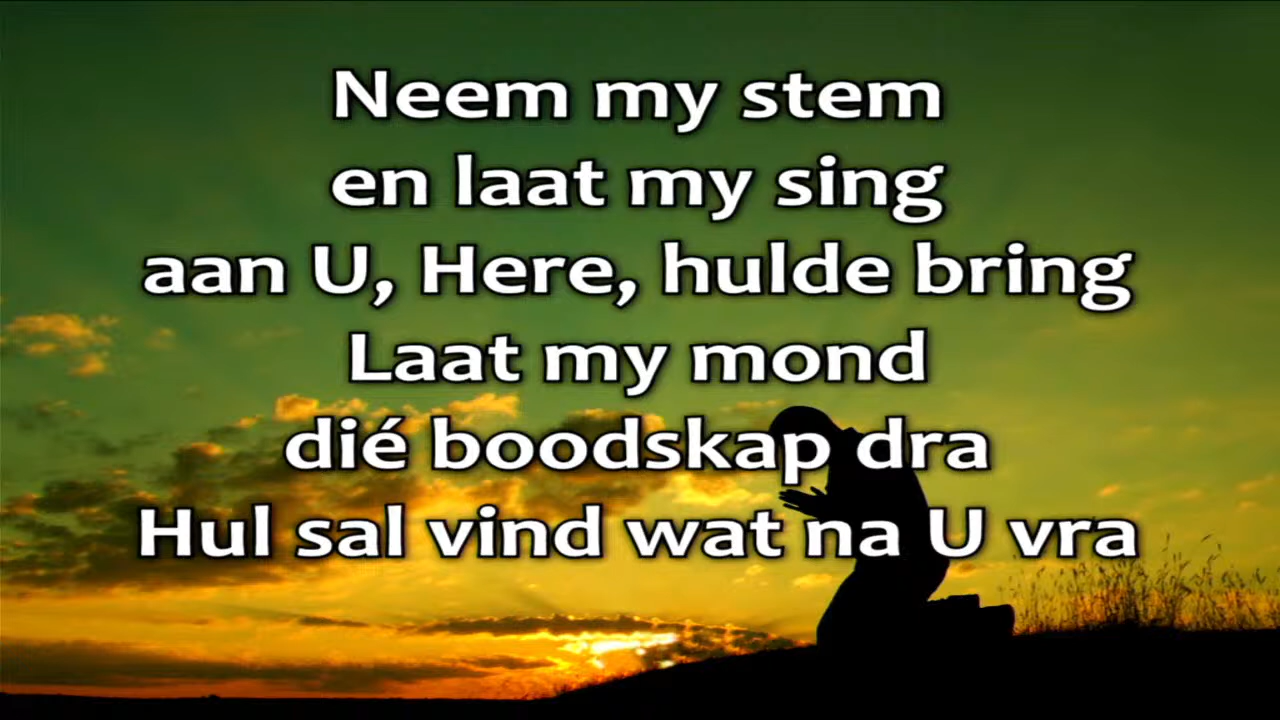 Neem my stem
en laat my sing
aan U, Here, hulde bring
Laat my mond
dié boodskap dra
Hul sal vind wat na U vra